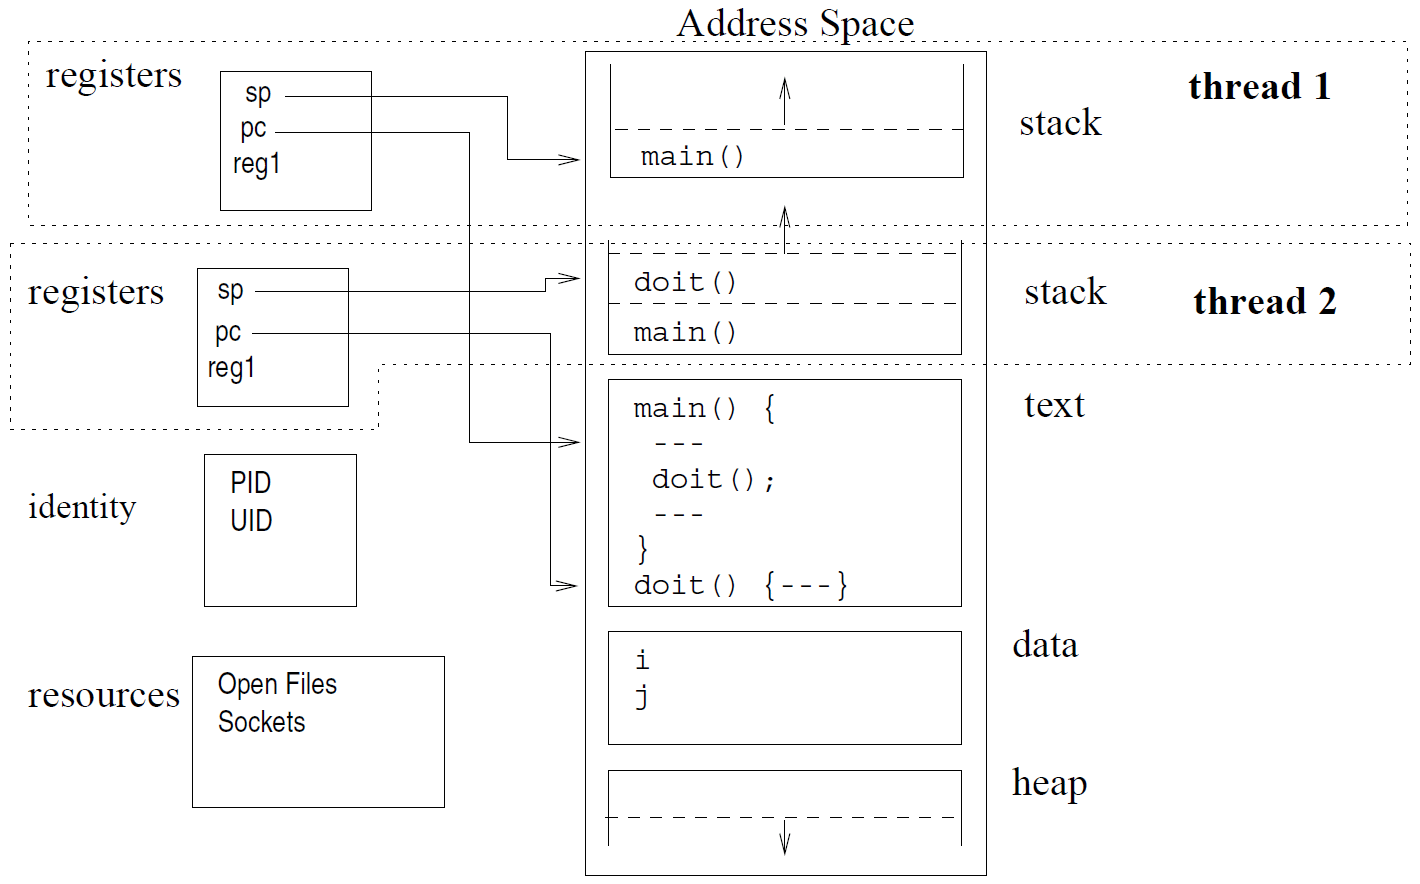 Address Space
registers
sp
pc
reg1
main()
stack
thread 1
registers
sp
pc
reg1
doit()
main()
stack
thread 2
main() {
---
doit();
---
}
doit() {---}
text
identity
PID
UID
i
j
data
resources
Open Files
Sockets
heap